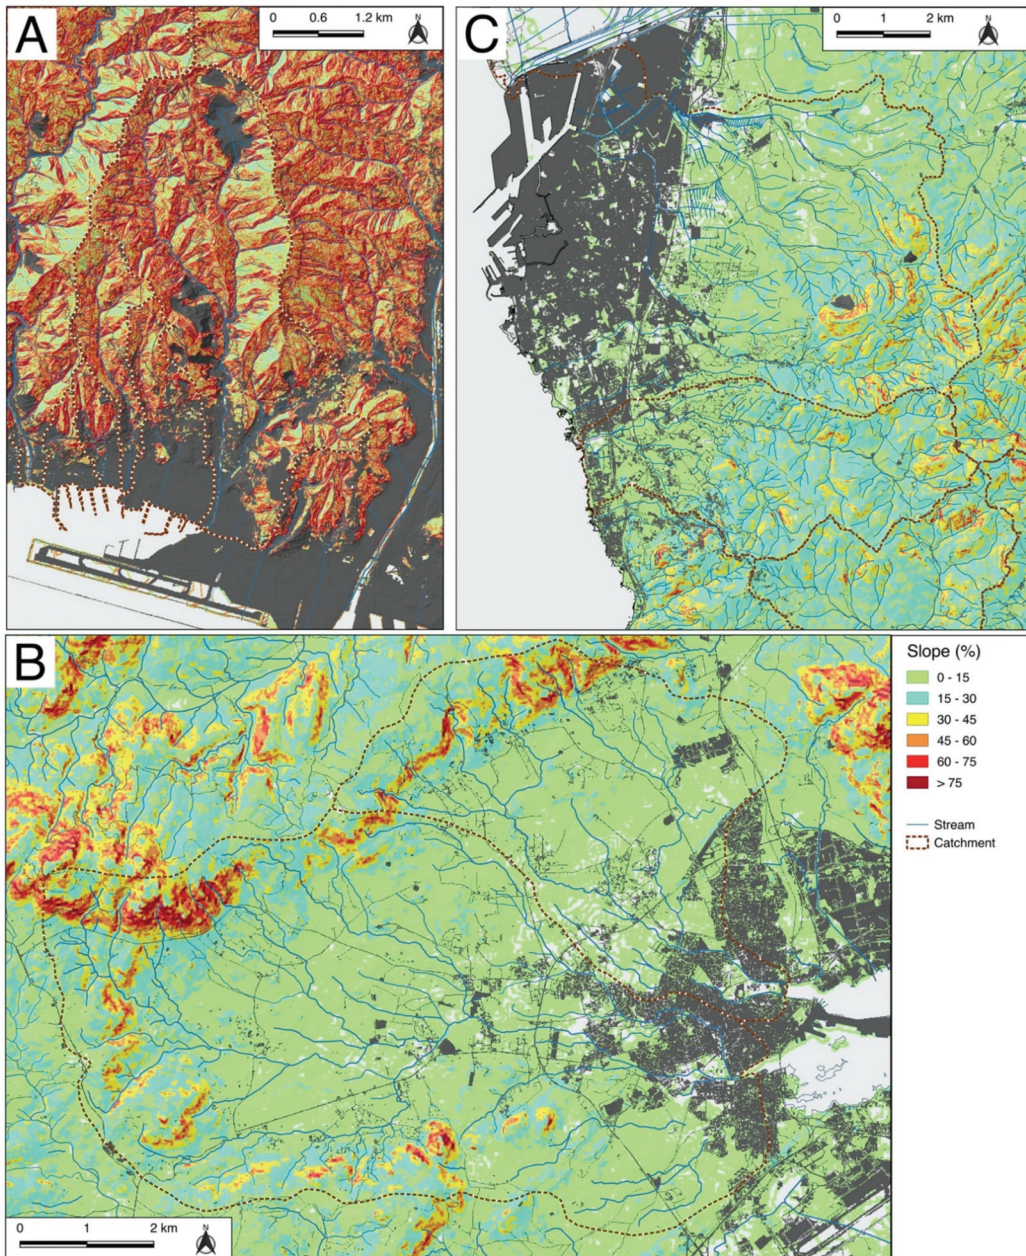 A
0 0.6 1.2 km
N
C
0 1 2 km
N
B
0 1 2 km
N
Slope (%)
0 - 15
15 - 30
30 - 45
45 - 60
60 - 75
> 75
Stream
Catchment